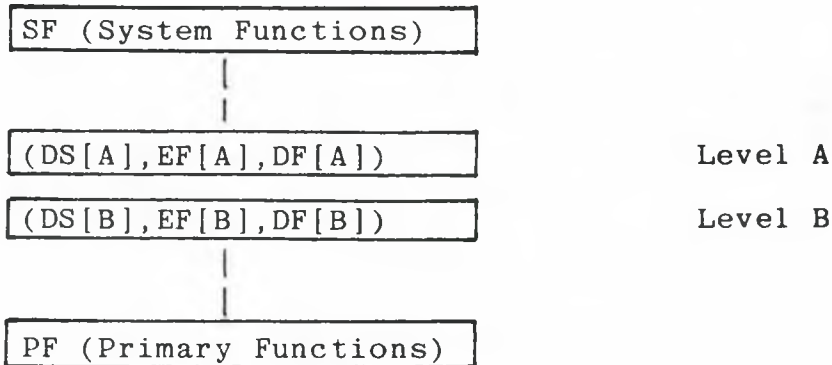 SF (System Functions)
(DS[A],EF[A],DF[A]) Level A
(DS[B],EF[B],DF[B]) Level B
PF (Primary Functions)